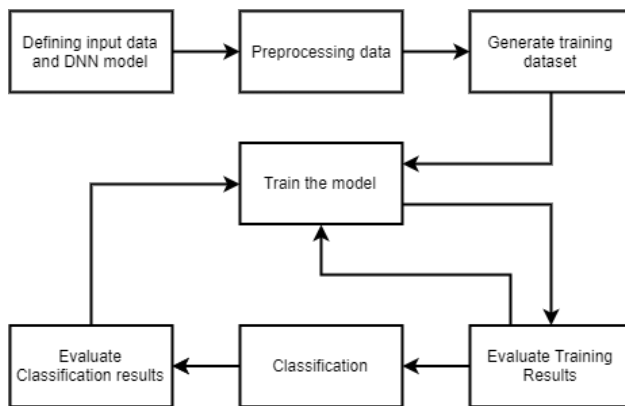 Defining input data
and DNN model
Preprocessing data
Generate training
dataset
Train the model
Evaluate
Classification results
Classification
Evaluate Training
Results